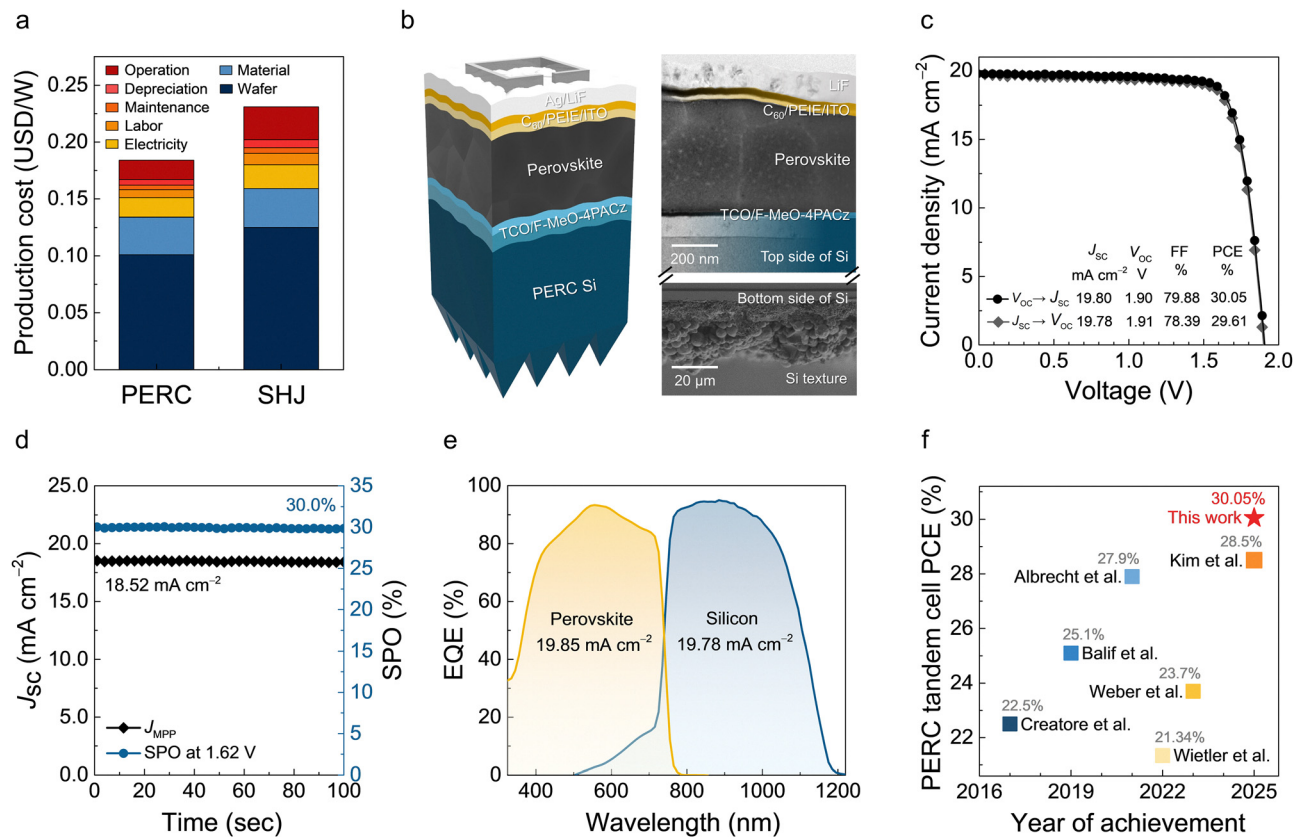 a
Production cost (USD/W)
0.25
0.20
0.15
0.10
0.05
0.00
Operation
Depreciation
Maintenance
Labor
Electricity
Material
Wafer
PERC
SHJ
b
Ag/LiF
C₆₀/PEIE/ITO
Perovskite
TCO/F-MeO-4PACz
PERC Si
LiF
C₆₀/PEIE/ITO
Perovskite
TCO/F-MeO-4PACz
200 nm
Top side of Si
Bottom side of Si
20 µm
Si texture
c
Current density (mA cm⁻²)
20
15
10
5
0
J_SC V_OC FF PCE
mA cm⁻² V % %
V_OC → J_SC 19.80 1.90 79.88 30.05
J_SC → V_OC 19.78 1.91 78.39 29.61
0.0 0.5 1.0 1.5 2.0
Voltage (V)
d
J_SC (mA cm⁻²)
25.0
20.0
15.0
10.0
5.0
0.0
30.0%
18.52 mA cm⁻²
J_MPP
SPO at 1.62 V
35
30
25
20
15
10
5
0
SPO (%)
0 20 40 60 80 100
Time (sec)
e
EQE (%)
100
80
60
40
20
0
Perovskite
19.85 mA cm⁻²
Silicon
19.78 mA cm⁻²
400 600 800 1000 1200
Wavelength (nm)
f
PERC tandem cell PCE (%)
30
28
26
24
22
30.05%
This work
28.5%
Kim et al.
27.9%
Albrecht et al.
25.1%
Balif et al.
23.7%
Weber et al.
22.5%
Creatore et al.
21.34%
Wietler et al.
2016 2019 2022 2025
Year of achievement